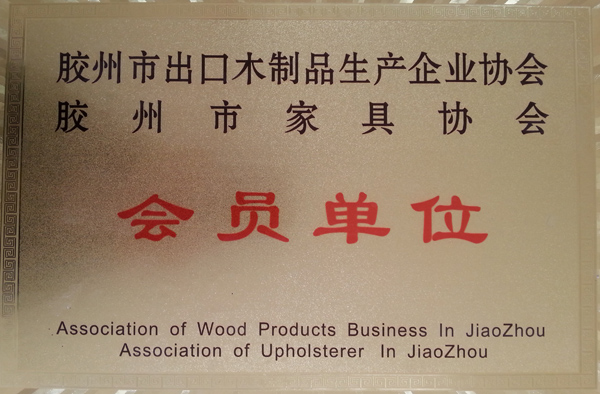 胶州市出口木制品生产企业协会
胶州市家具协会
会员单位
Association of Wood Products Business In JiaoZhou
Association of Upholsterer In JiaoZhou